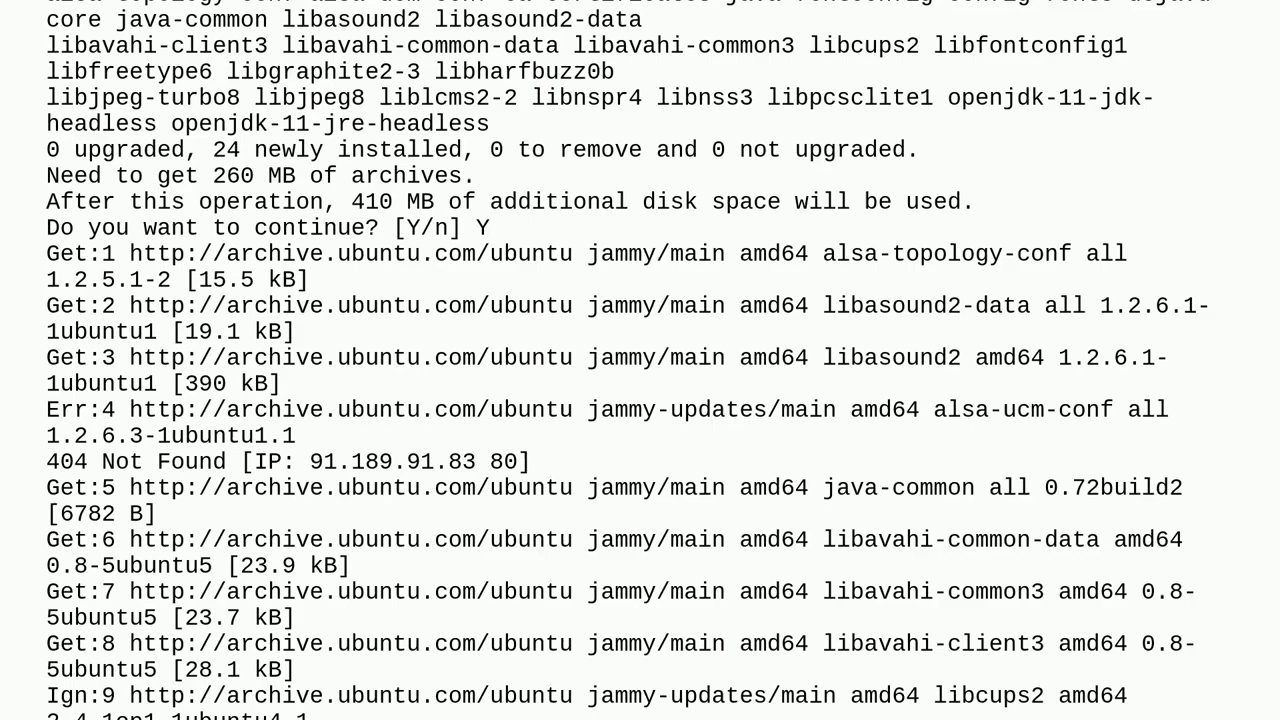 core java-common libasound2 libasound2-data
libavahi-client3 libavahi-common-data libavahi-common3 libcups2 libfontconfig1
libfreetype6 libgraphite2-3 libharfbuzz0b
libjpeg-turbo8 libjpeg8 liblcms2-2 libnspr4 libnss3 libpcsclite1 openjdk-11-jdk-
headless openjdk-11-jre-headless
0 upgraded, 24 newly installed, 0 to remove and 0 not upgraded.
Need to get 260 MB of archives.
After this operation, 410 MB of additional disk space will be used.
Do you want to continue? [Y/n] Y
Get:1 http://archive.ubuntu.com/ubuntu jammy/main amd64 alsa-topology-conf all
1.2.5.1-2 [15.5 kB]
Get:2 http://archive.ubuntu.com/ubuntu jammy/main amd64 libasound2-data all 1.2.6.1-
1ubuntu1 [19.1 kB]
Get:3 http://archive.ubuntu.com/ubuntu jammy/main amd64 libasound2 amd64 1.2.6.1-
1ubuntu1 [390 kB]
Err:4 http://archive.ubuntu.com/ubuntu jammy-updates/main amd64 alsa-ucm-conf all
1.2.6.3-1ubuntu1.1
404 Not Found [IP: 91.189.91.83 80]
Get:5 http://archive.ubuntu.com/ubuntu jammy/main amd64 java-common all 0.72build2
[6782 B]
Get:6 http://archive.ubuntu.com/ubuntu jammy/main amd64 libavahi-common-data amd64
0.8-5ubuntu5 [23.9 kB]
Get:7 http://archive.ubuntu.com/ubuntu jammy/main amd64 libavahi-common3 amd64 0.8-
5ubuntu5 [23.7 kB]
Get:8 http://archive.ubuntu.com/ubuntu jammy/main amd64 libavahi-client3 amd64 0.8-
5ubuntu5 [28.1 kB]
Ign:9 http://archive.ubuntu.com/ubuntu jammy-updates/main amd64 libcups2 amd64